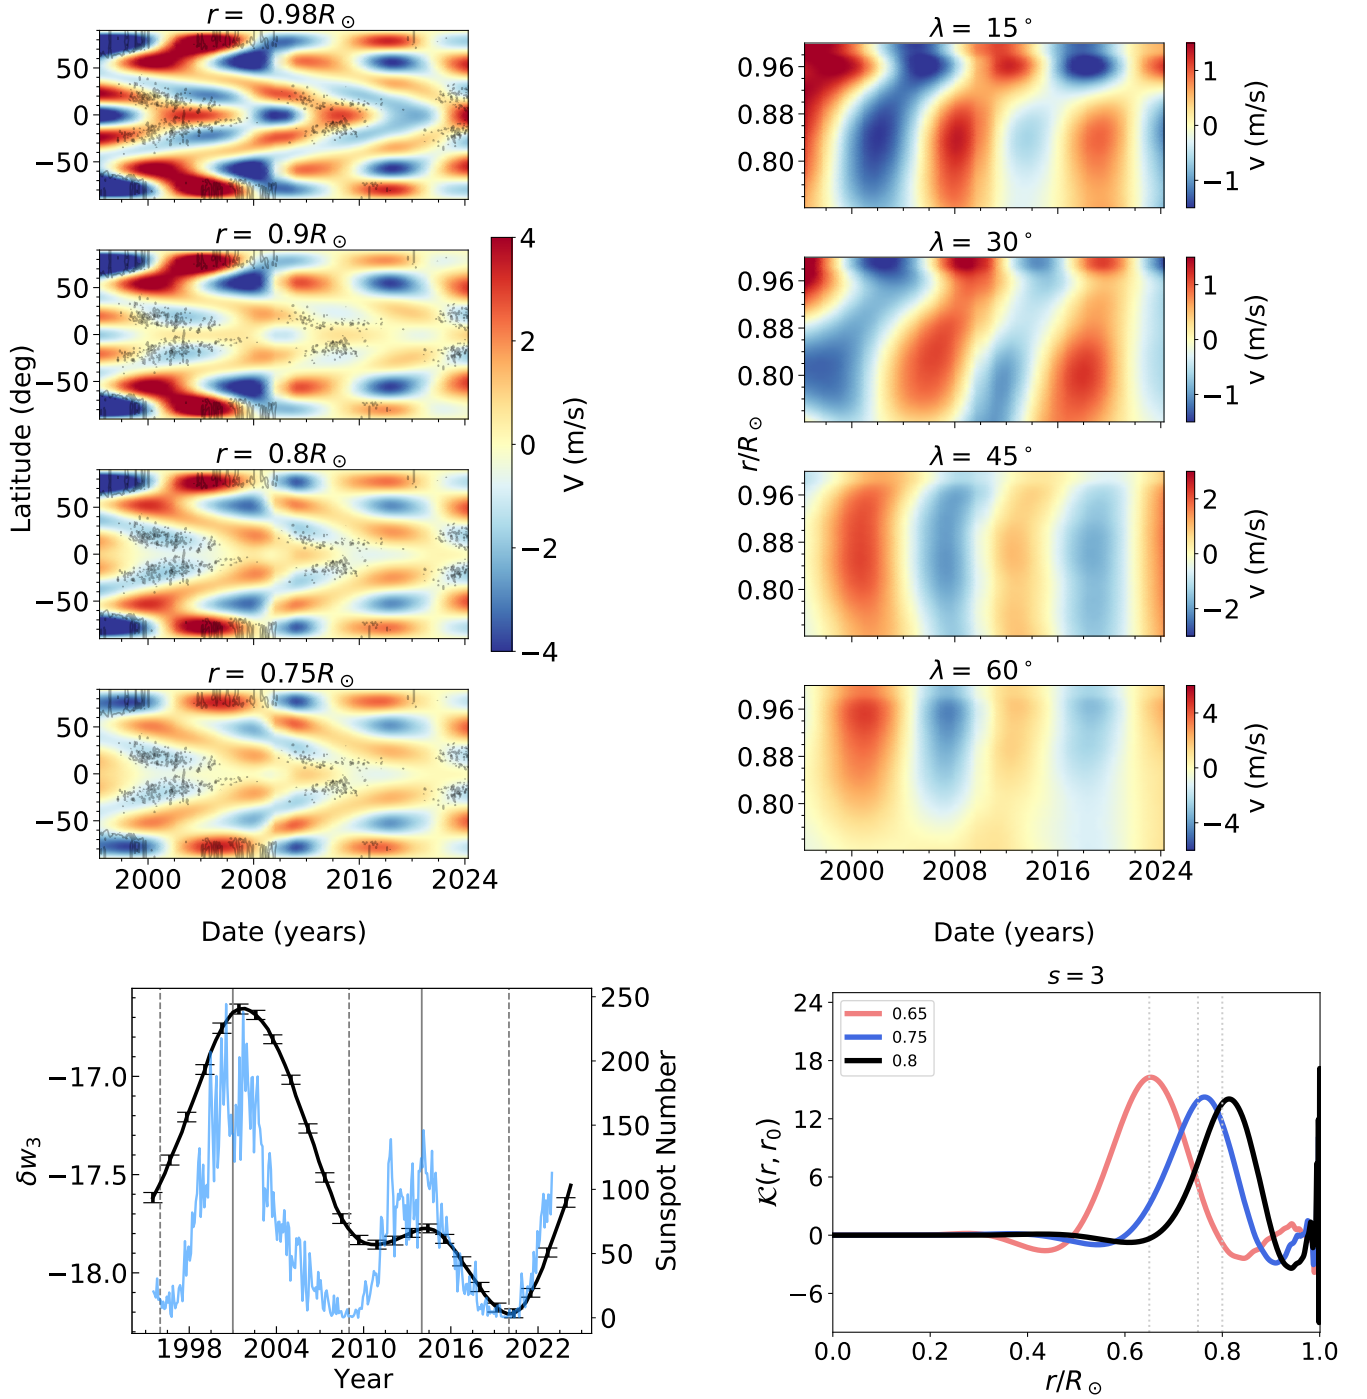 r = 0.98R⊙
50
0
−50
r = 0.9R⊙
50
0
−50
r = 0.8R⊙
50
0
−50
r = 0.75R⊙
50
0
−50
2000 2008 2016 2024
Latitude (deg)
Date (years)
4
2
0
−2
−4
V (m/s)
λ = 15°
0.96
0.88
0.80
1
0
−1
v (m/s)
λ = 30°
0.96
0.88
0.80
1
0
−1
v (m/s)
r/R⊙
λ = 45°
0.96
0.88
0.80
2
0
−2
v (m/s)
λ = 60°
0.96
0.88
0.80
4
0
−4
v (m/s)
2000 2008 2016 2024
Date (years)
−17.0
−17.5
−18.0
δw₃
250
200
150
100
50
0
Sunspot Number
1998 2004 2010 2016 2022
Year
s = 3
24
18
12
6
0
−6
0.65
0.75
0.8
𝒦(r, r₀)
0.0 0.2 0.4 0.6 0.8 1.0
r/R⊙